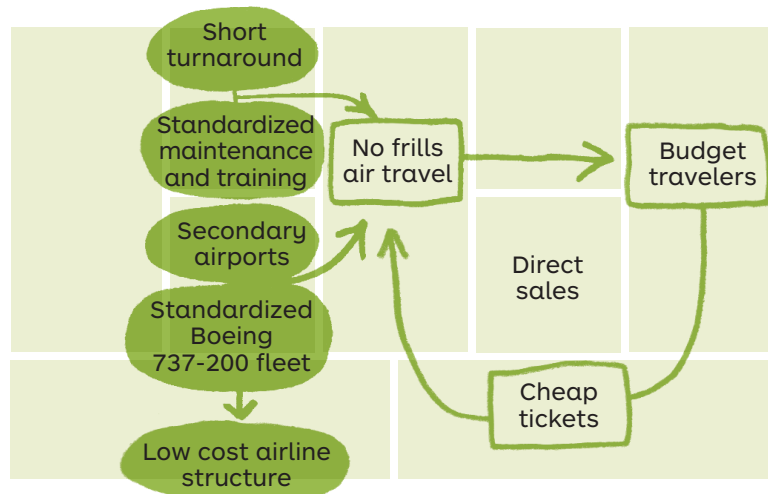 Short
turnaround
Standardized
maintenance
and training
No frills
air travel
Budget
travelers
Secondary
airports
Direct
sales
Standardized
Boeing
737-200 fleet
Cheap
tickets
Low cost airline
structure